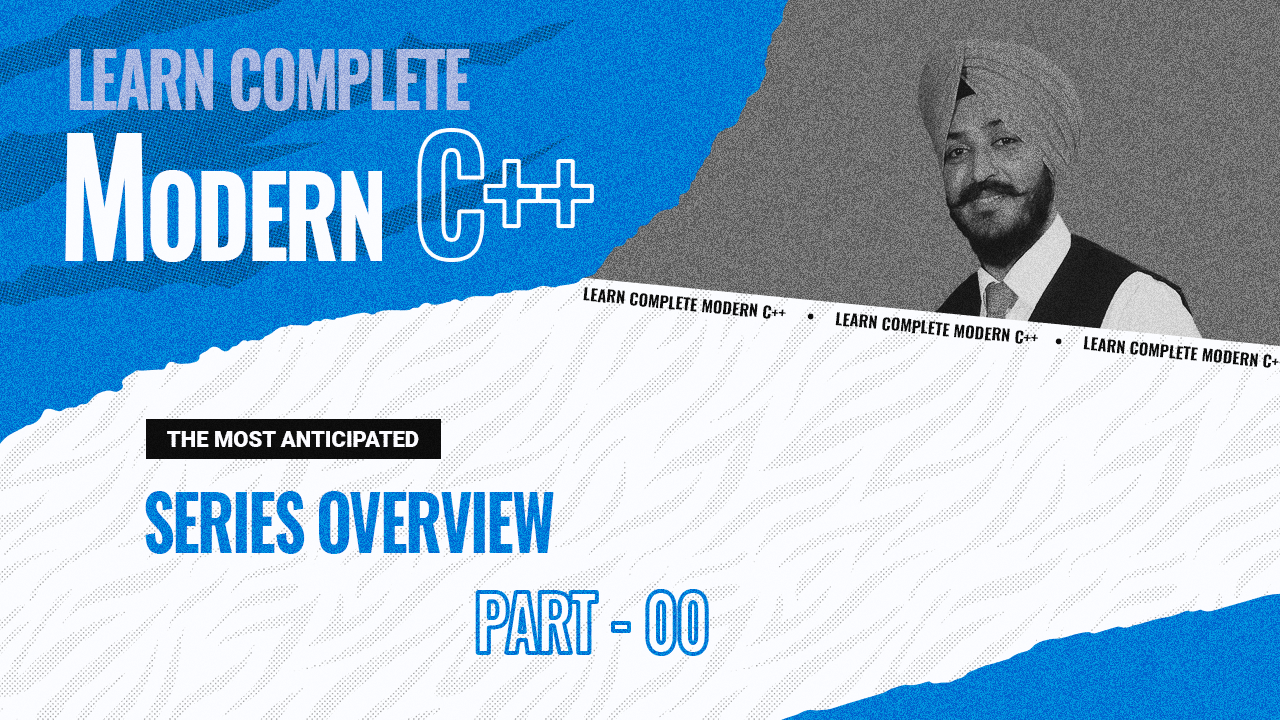 LEARN COMPLETE
MODERN C++
LEARN COMPLETE MODERN C++ • LEARN COMPLETE MODERN C++ • LEARN COMPLETE MODERN C+
THE MOST ANTICIPATED
SERIES OVERVIEW
PART - 00